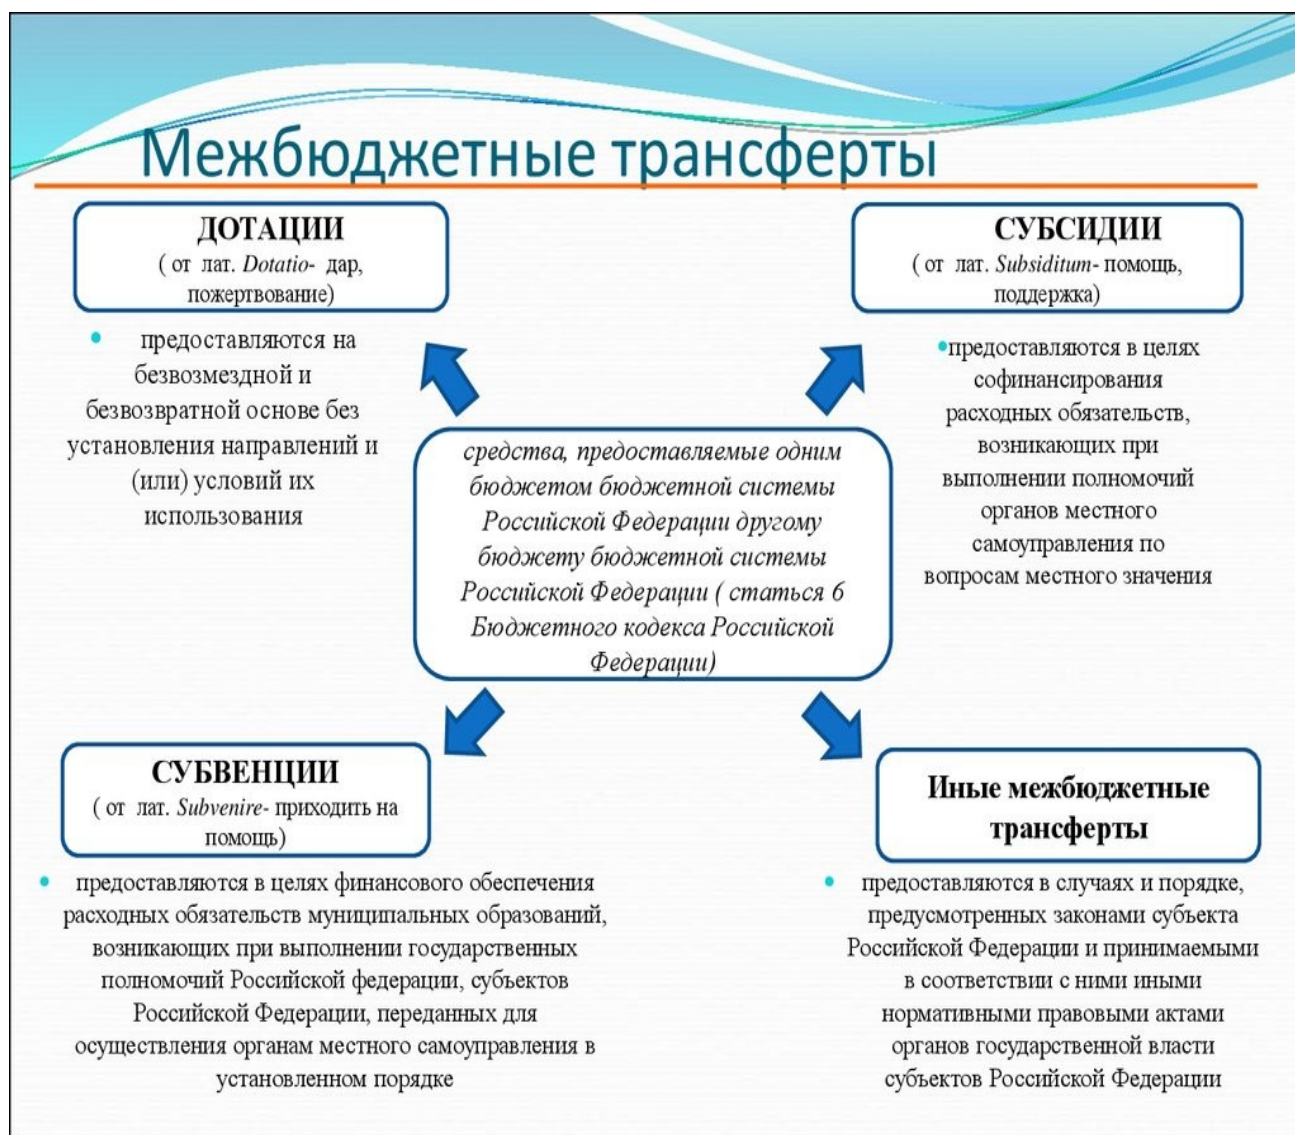 Межбюджетные трансферты
ДОТАЦИИ
( от лат. Dotatio- дар,
пожертвование)
• предоставляются на
безвозмездной и
безвозвратной основе без
установления направлений и
(или) условий их
использования
СУБСИДИИ
( от лат. Subsiditum- помощь,
поддержка)
•предоставляются в целях
софинансирования
расходных обязательств,
возникающих при
выполнении полномочий
органов местного
самоуправления по
вопросам местного значения
средства, предоставляемые одним
бюджетом бюджетной системы
Российской Федерации другому
бюджету бюджетной системы
Российской Федерации ( статься 6
Бюджетного кодекса Российской
Федерации)
СУБВЕНЦИИ
( от лат. Subvenire- приходить на
помощь)
• предоставляются в целях финансового обеспечения
расходных обязательств муниципальных образований,
возникающих при выполнении государственных
полномочий Российской федерации, субъектов
Российской Федерации, переданных для
осуществления органам местного самоуправления в
установленном порядке
Иные межбюджетные
трансферты
• предоставляются в случаях и порядке,
предусмотренных законами субъекта
Российской Федерации и принимаемыми
в соответствии с ними иными
нормативными правовыми актами
органов государственной власти
субъектов Российской Федерации